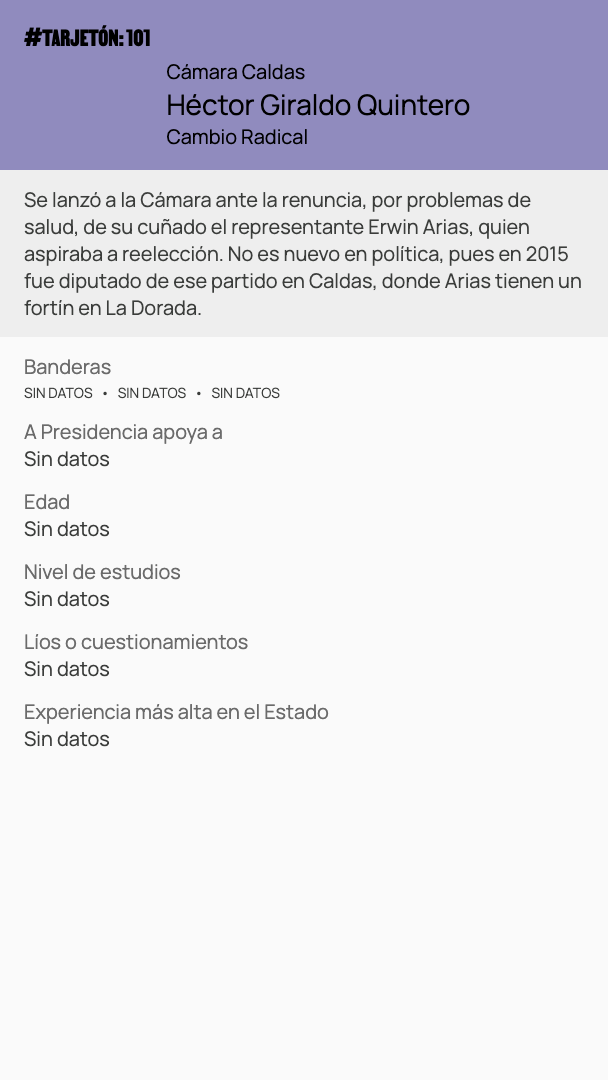 #TARJETÓN: 101
Cámara Caldas
Héctor Giraldo Quintero
Cambio Radical
Se lanzó a la Cámara ante la renuncia, por problemas de
salud, de su cuñado el representante Erwin Arias, quien
aspiraba a reelección. No es nuevo en política, pues en 2015
fue diputado de ese partido en Caldas, donde Arias tienen un
fortín en La Dorada.
Banderas
SIN DATOS • SIN DATOS • SIN DATOS
A Presidencia apoya a
Sin datos
Edad
Sin datos
Nivel de estudios
Sin datos
Líos o cuestionamientos
Sin datos
Experiencia más alta en el Estado
Sin datos